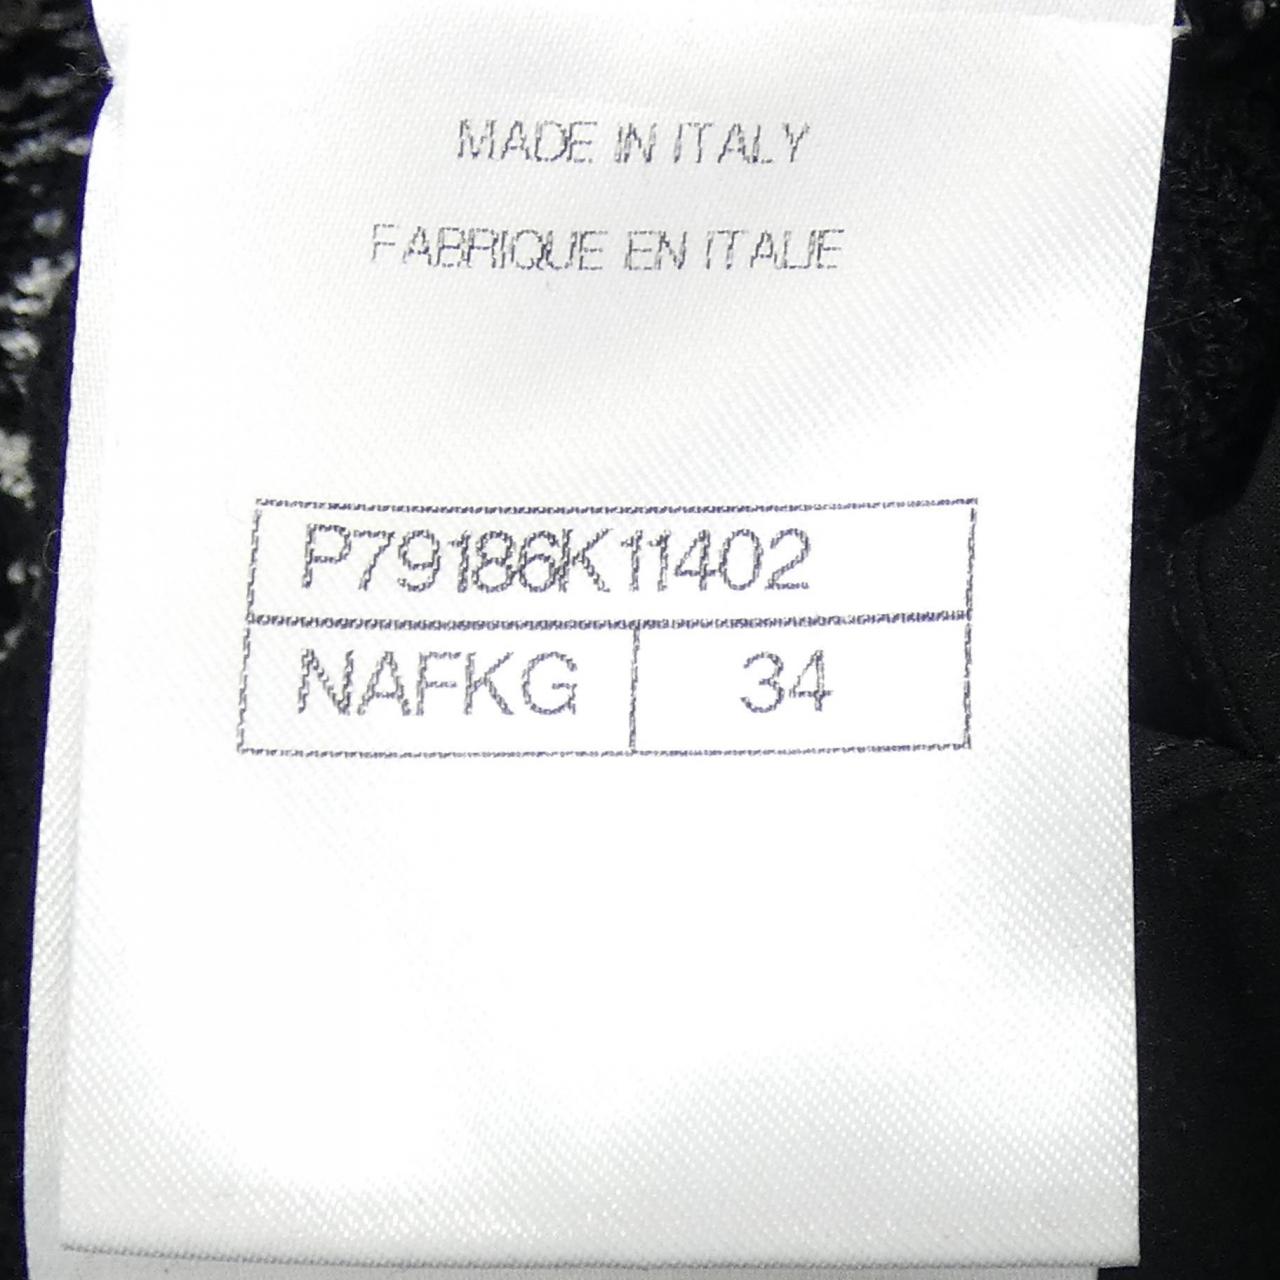 MADE IN ITALY
FABRIQUE EN ITALIE
P79186K11402
NAFKG 34